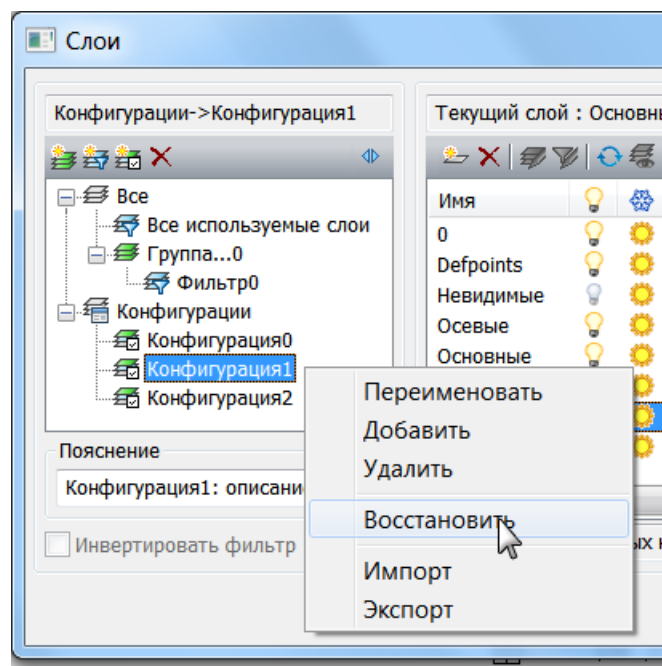 Слои
Конфигурации->Конфигурация1
Текущий слой : Основны
Все
Все используемые слои
Группа...0
Фильтр0
Конфигурации
Конфигурация0
Конфигурация1
Конфигурация2
Имя
0
Defpoints
Невидимые
Осевые
Основные
Переименовать
Добавить
Удалить
Восстановить
Импорт
Экспорт
Пояснение
Конфигурация1: описани
Инвертировать фильтр